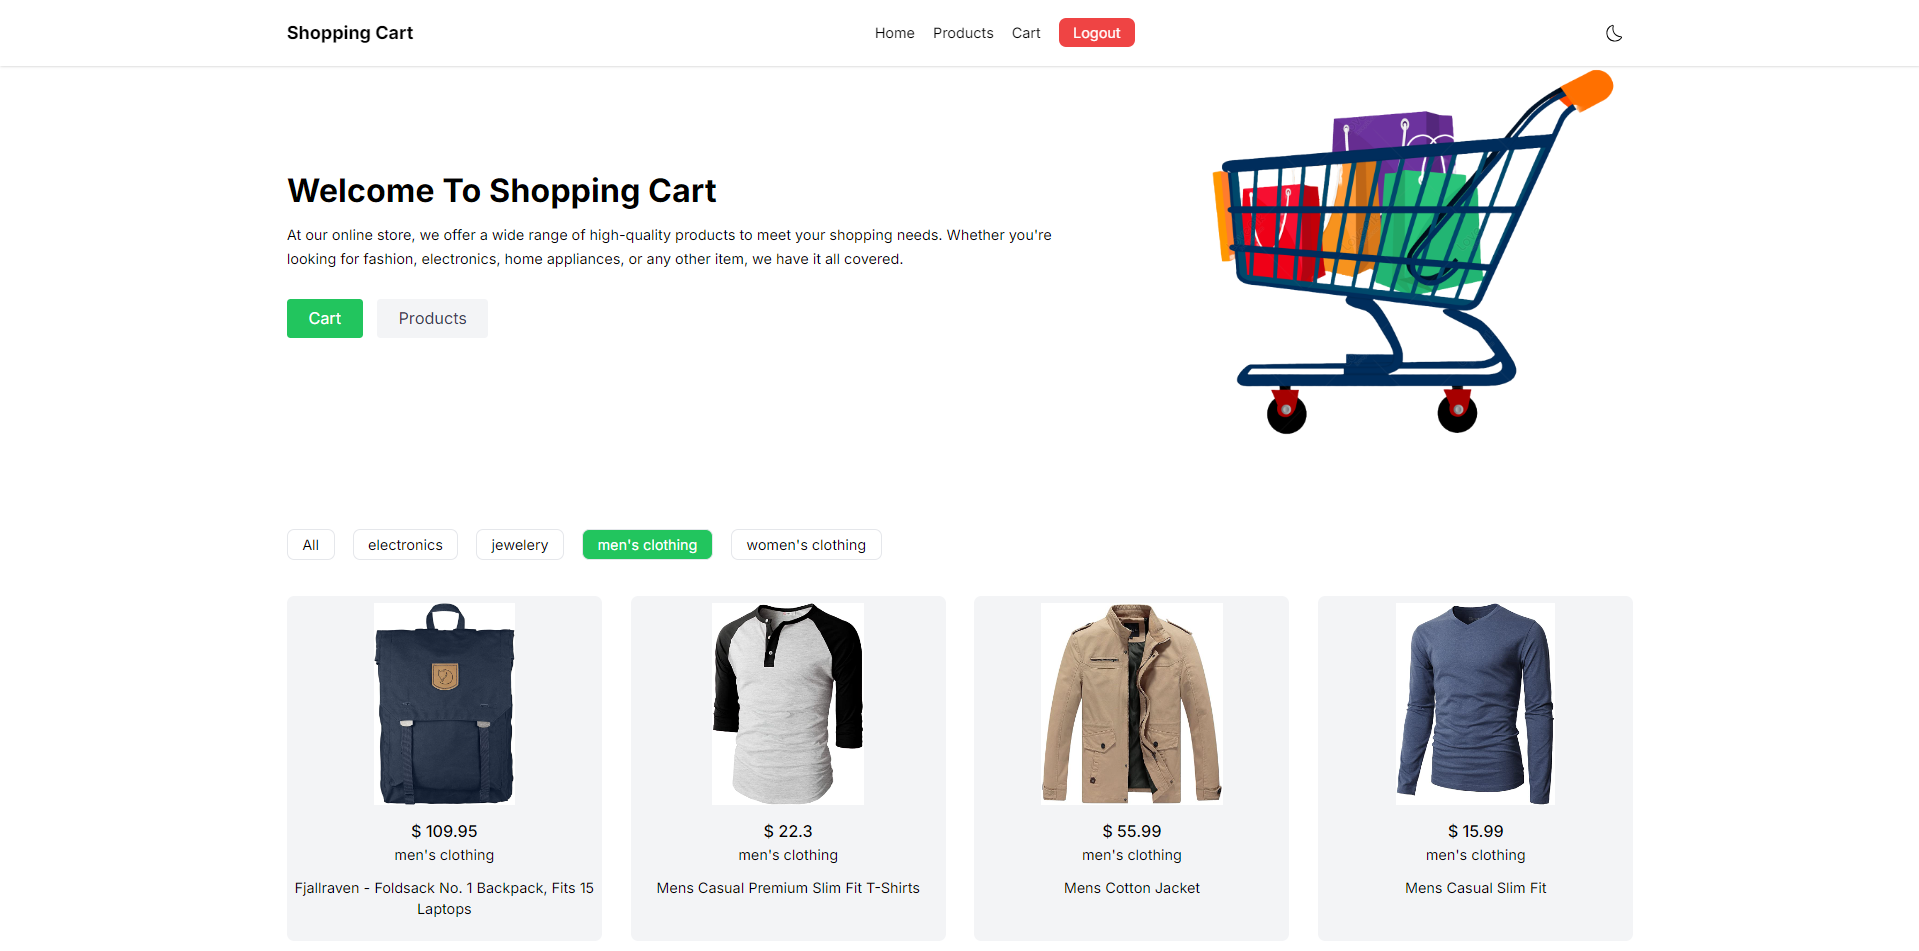 Shopping Cart
Home
Products
Cart
Logout
Welcome To Shopping Cart
At our online store, we offer a wide range of high-quality products to meet your shopping needs. Whether you're
looking for fashion, electronics, home appliances, or any other item, we have it all covered.
Cart
Products
All
electronics
jewelery
men's clothing
women's clothing
$ 109.95
men's clothing
Fjallraven - Foldsack No. 1 Backpack, Fits 15
Laptops
$ 22.3
men's clothing
Mens Casual Premium Slim Fit T-Shirts
$ 55.99
men's clothing
Mens Cotton Jacket
$ 15.99
men's clothing
Mens Casual Slim Fit